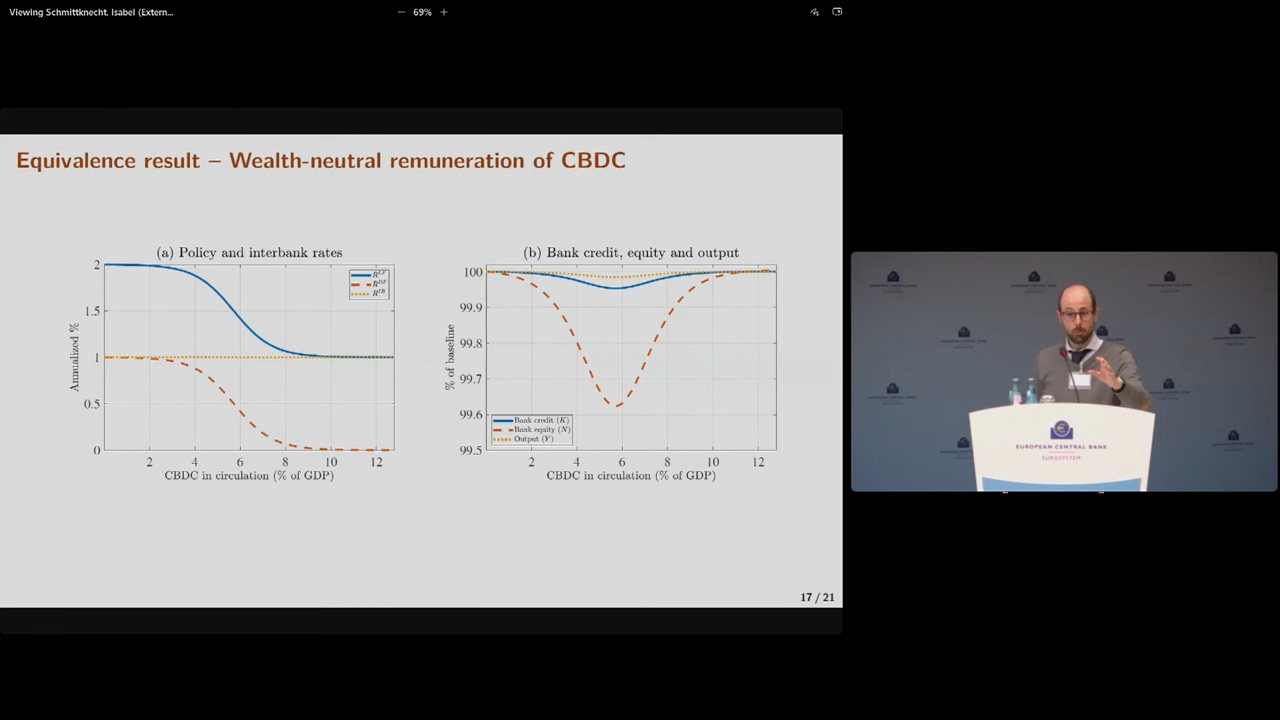 Viewing Schmittknecht, Isabel (Extern...
69%
Equivalence result – Wealth-neutral remuneration of CBDC
(a) Policy and interbank rates
Annualized %
2
1.5
1
0.5
0
R^LF
R^DF
R^IB
2 4 6 8 10 12
CBDC in circulation (% of GDP)
(b) Bank credit, equity and output
% of baseline
100
99.9
99.8
99.7
99.6
99.5
Bank credit (K)
Bank equity (N)
Output (Y)
2 4 6 8 10 12
CBDC in circulation (% of GDP)
17 / 21
EUROPEAN CENTRAL BANK
EUROSYSTEM